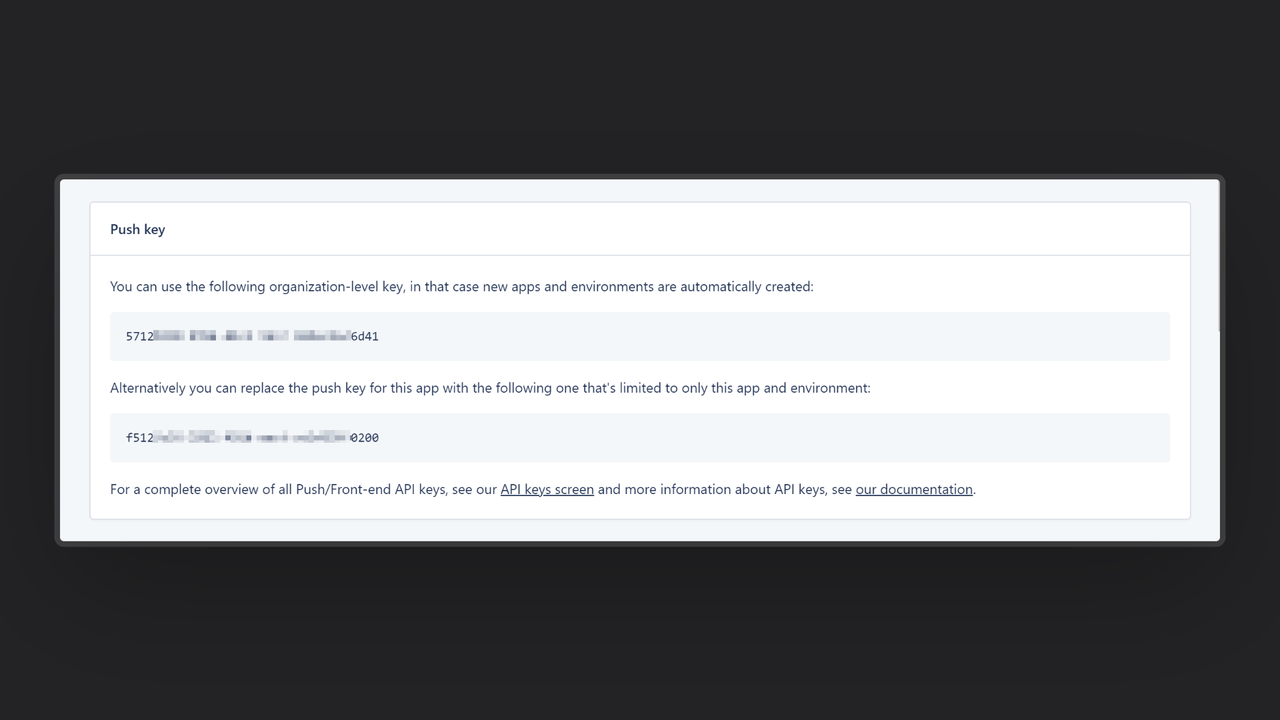 Push key
You can use the following organization-level key, in that case new apps and environments are automatically created:
5712 6d41
Alternatively you can replace the push key for this app with the following one that's limited to only this app and environment:
f512 0200
For a complete overview of all Push/Front-end API keys, see our API keys screen and more information about API keys, see our documentation.